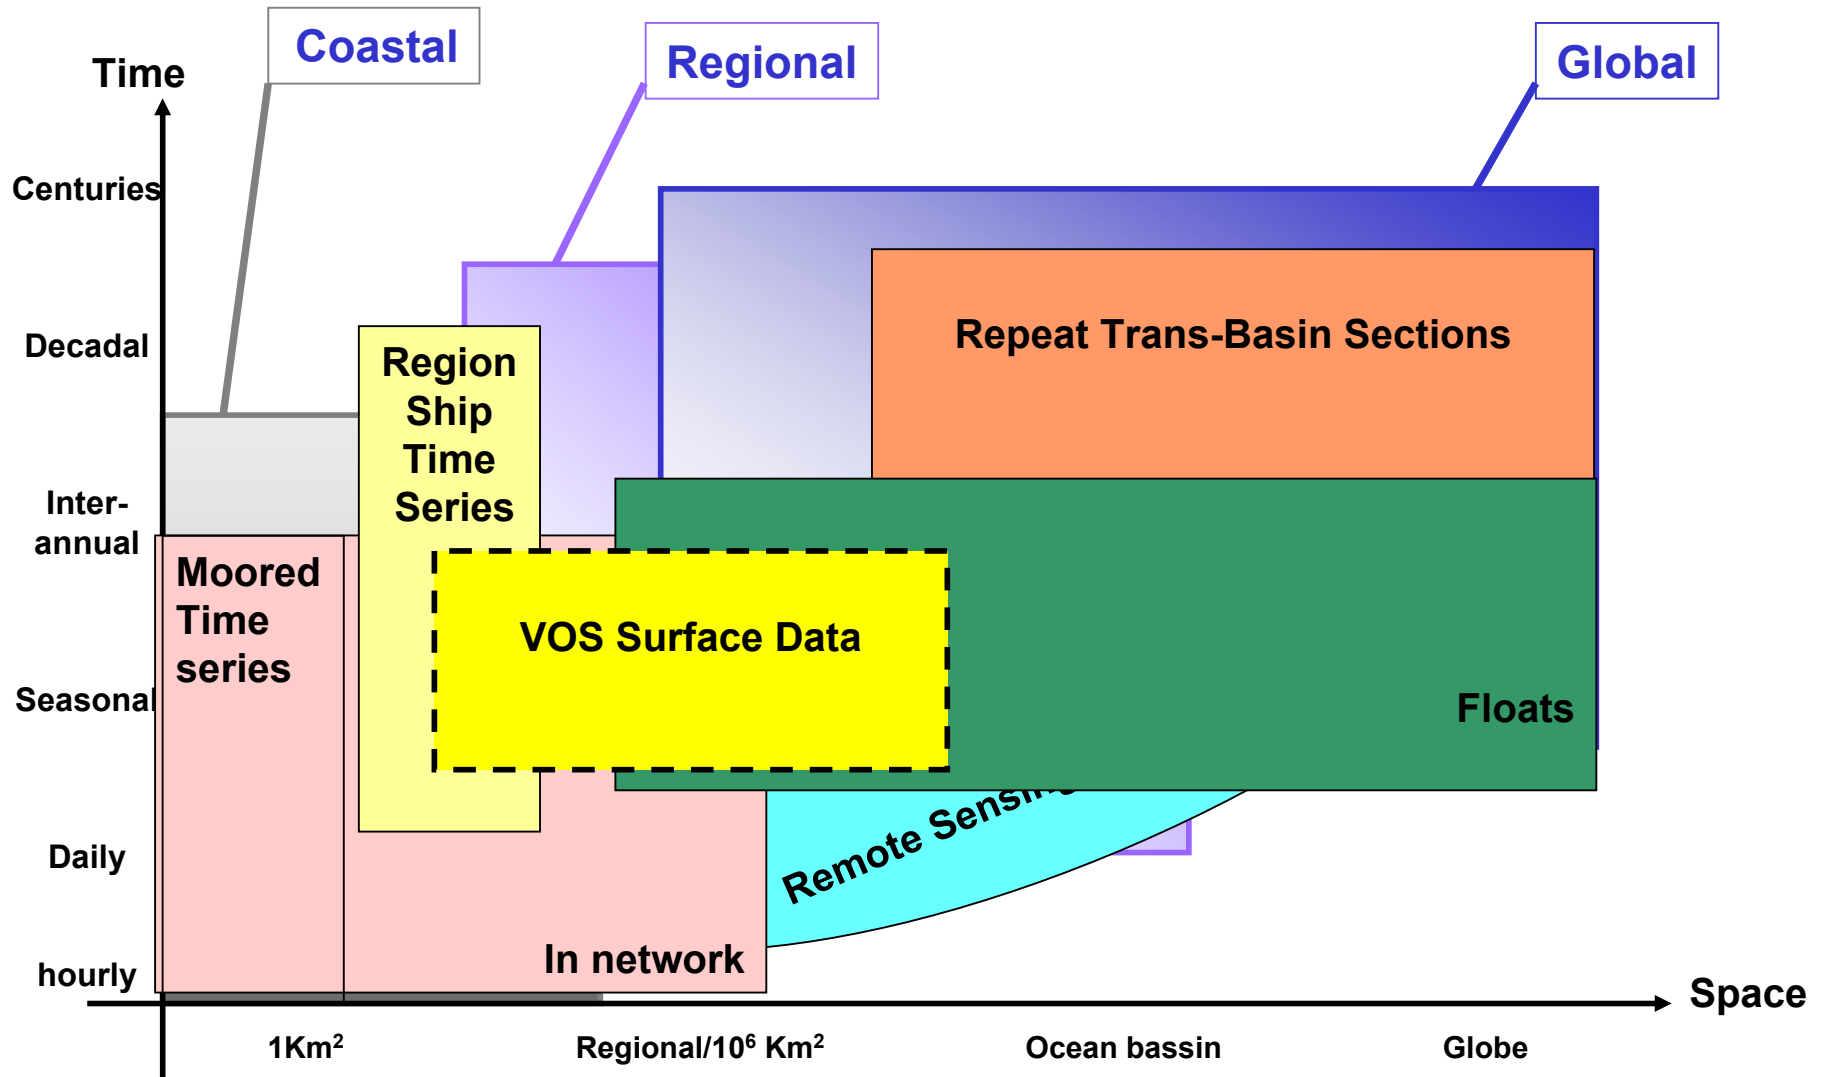 Coastal
Regional
Global
Time
Centuries
Decadal
Inter-
annual
Seasonal
Daily
hourly
Region
Ship
Time
Series
Repeat Trans-Basin Sections
Moored
Time
series
VOS Surface Data
Floats
Remote Sensing
In network
Space
1Km²
Regional/10⁶ Km²
Ocean bassin
Globe